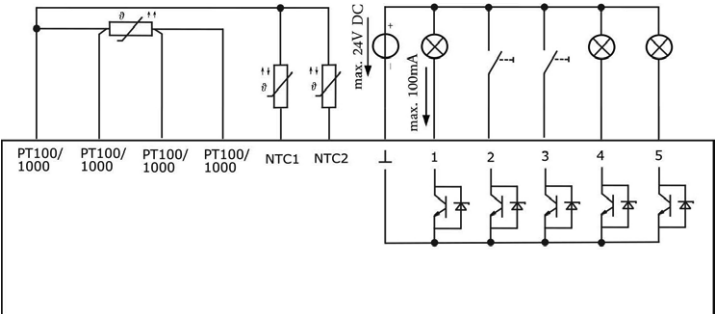 ϑ
+
−
max. 24V DC
max. 100mA
ϑ
ϑ
PT100/
1000
PT100/
1000
PT100/
1000
PT100/
1000
NTC1
NTC2
⊥
1
2
3
4
5